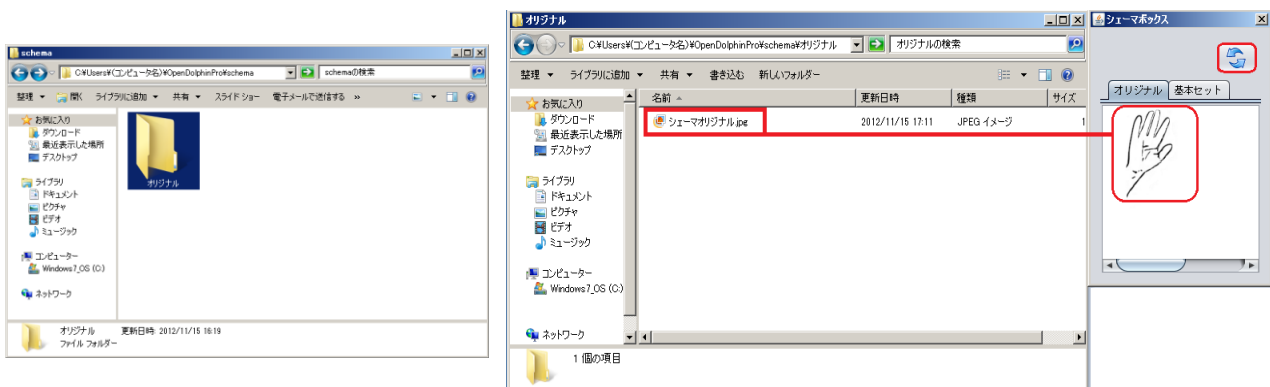 schema
C:¥Users¥(コンピュータ名)¥OpenDolphinPro¥schema
schemaの検索
整理 開く ライブラリに追加 共有 スライド ショー 電子メールで送信する »
お気に入り
ダウンロード
最近表示した場所
デスクトップ
ライブラリ
ドキュメント
ピクチャ
ビデオ
ミュージック
コンピューター
Windows7_OS (C:)
ネットワーク
オリジナル
オリジナル 更新日時: 2012/11/15 16:19
ファイル フォルダー
オリジナル
C:¥Users¥(コンピュータ名)¥OpenDolphinPro¥schema¥オリジナル
オリジナルの検索
整理 ライブラリに追加 共有 書き込む 新しいフォルダー
お気に入り
ダウンロード
最近表示した場所
デスクトップ
ライブラリ
ドキュメント
ピクチャ
ビデオ
ミュージック
コンピューター
Windows7_OS (C:)
ネットワーク
名前 更新日時 種類 サイズ
シェーマオリジナル.jpg 2012/11/15 17:11 JPEG イメージ 1
1 個の項目
シェーマボックス
オリジナル 基本セット